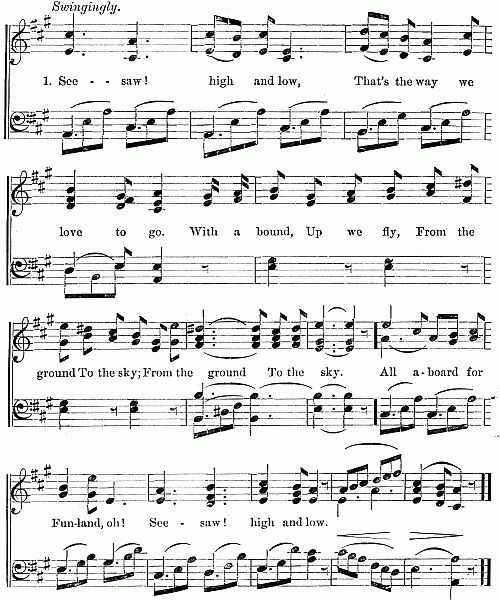 Swingingly.
1. See - - saw! high and low, That's the way we
love to go. With a bound, Up we fly, From the
ground To the sky; From the ground To the sky. All a-board for
Fun-land, oh! See - saw! high and low.